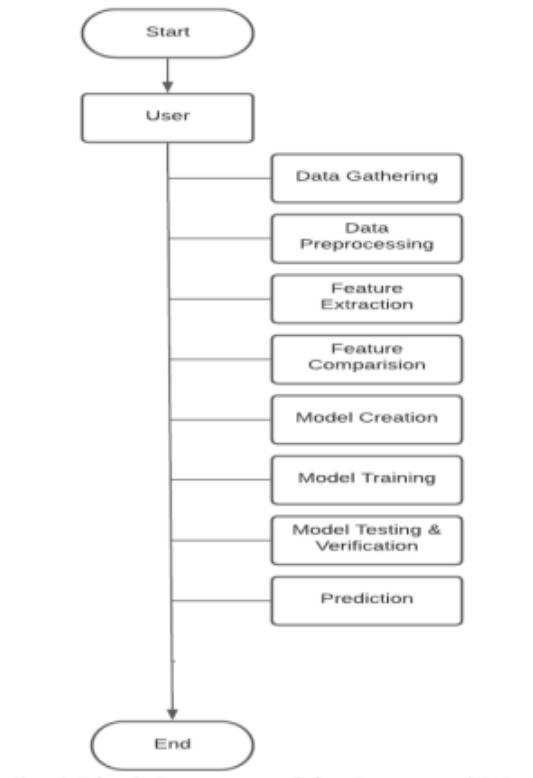 Start
User
Data Gathering
Data
Preprocessing
Feature
Extraction
Feature
Comparision
Model Creation
Model Training
Model Testing &
Verification
Prediction
End